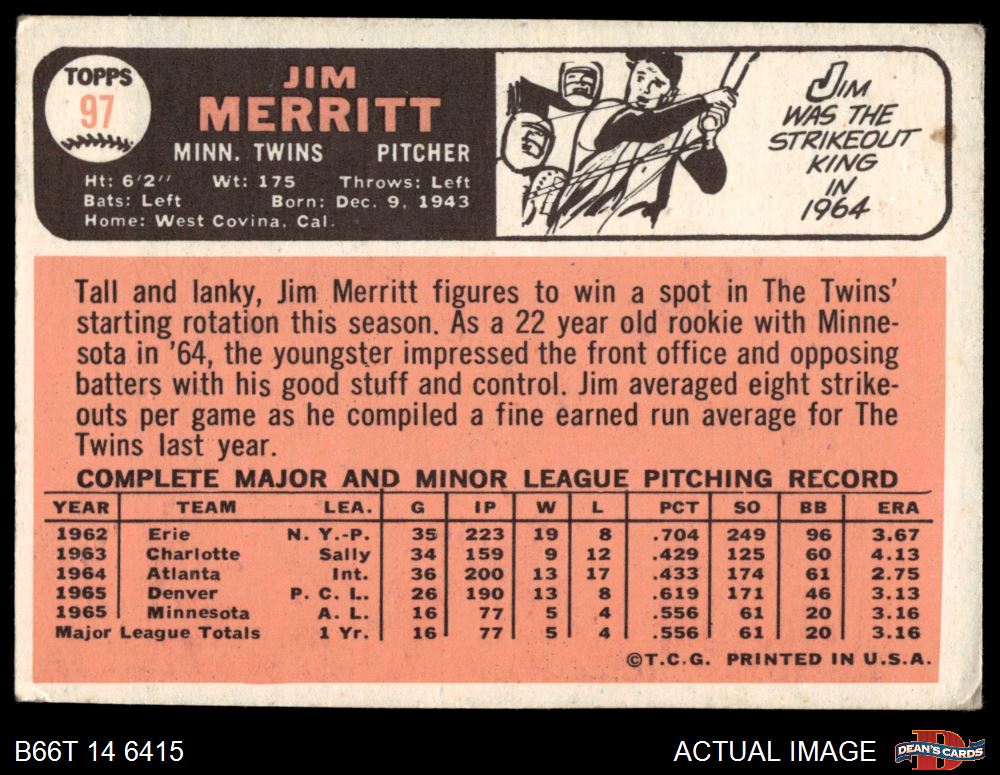 TOPPS
97
JIM
MERRITT
MINN. TWINS PITCHER
Ht: 6'2" Wt: 175 Throws: Left
Bats: Left Born: Dec. 9, 1943
Home: West Covina, Cal.
JIM
WAS THE
STRIKEOUT
KING
IN
1964
Tall and lanky, Jim Merritt figures to win a spot in The Twins'
starting rotation this season. As a 22 year old rookie with Minne-
sota in '64, the youngster impressed the front office and opposing
batters with his good stuff and control. Jim averaged eight strike-
outs per game as he compiled a fine earned run average for The
Twins last year.
COMPLETE MAJOR AND MINOR LEAGUE PITCHING RECORD
YEAR TEAM LEA. G IP W L PCT SO BB ERA
1962 Erie N. Y.-P. 35 223 19 8 .704 249 96 3.67
1963 Charlotte Sally 34 159 9 12 .429 125 60 4.13
1964 Atlanta Int. 36 200 13 17 .433 174 61 2.75
1965 Denver P. C. L. 26 190 13 8 .619 171 46 3.13
1965 Minnesota A. L. 16 77 5 4 .556 61 20 3.16
Major League Totals 1 Yr. 16 77 5 4 .556 61 20 3.16
©T.C.G. PRINTED IN U.S.A.
B66T 14 6415
ACTUAL IMAGE
DEAN'S CARDS